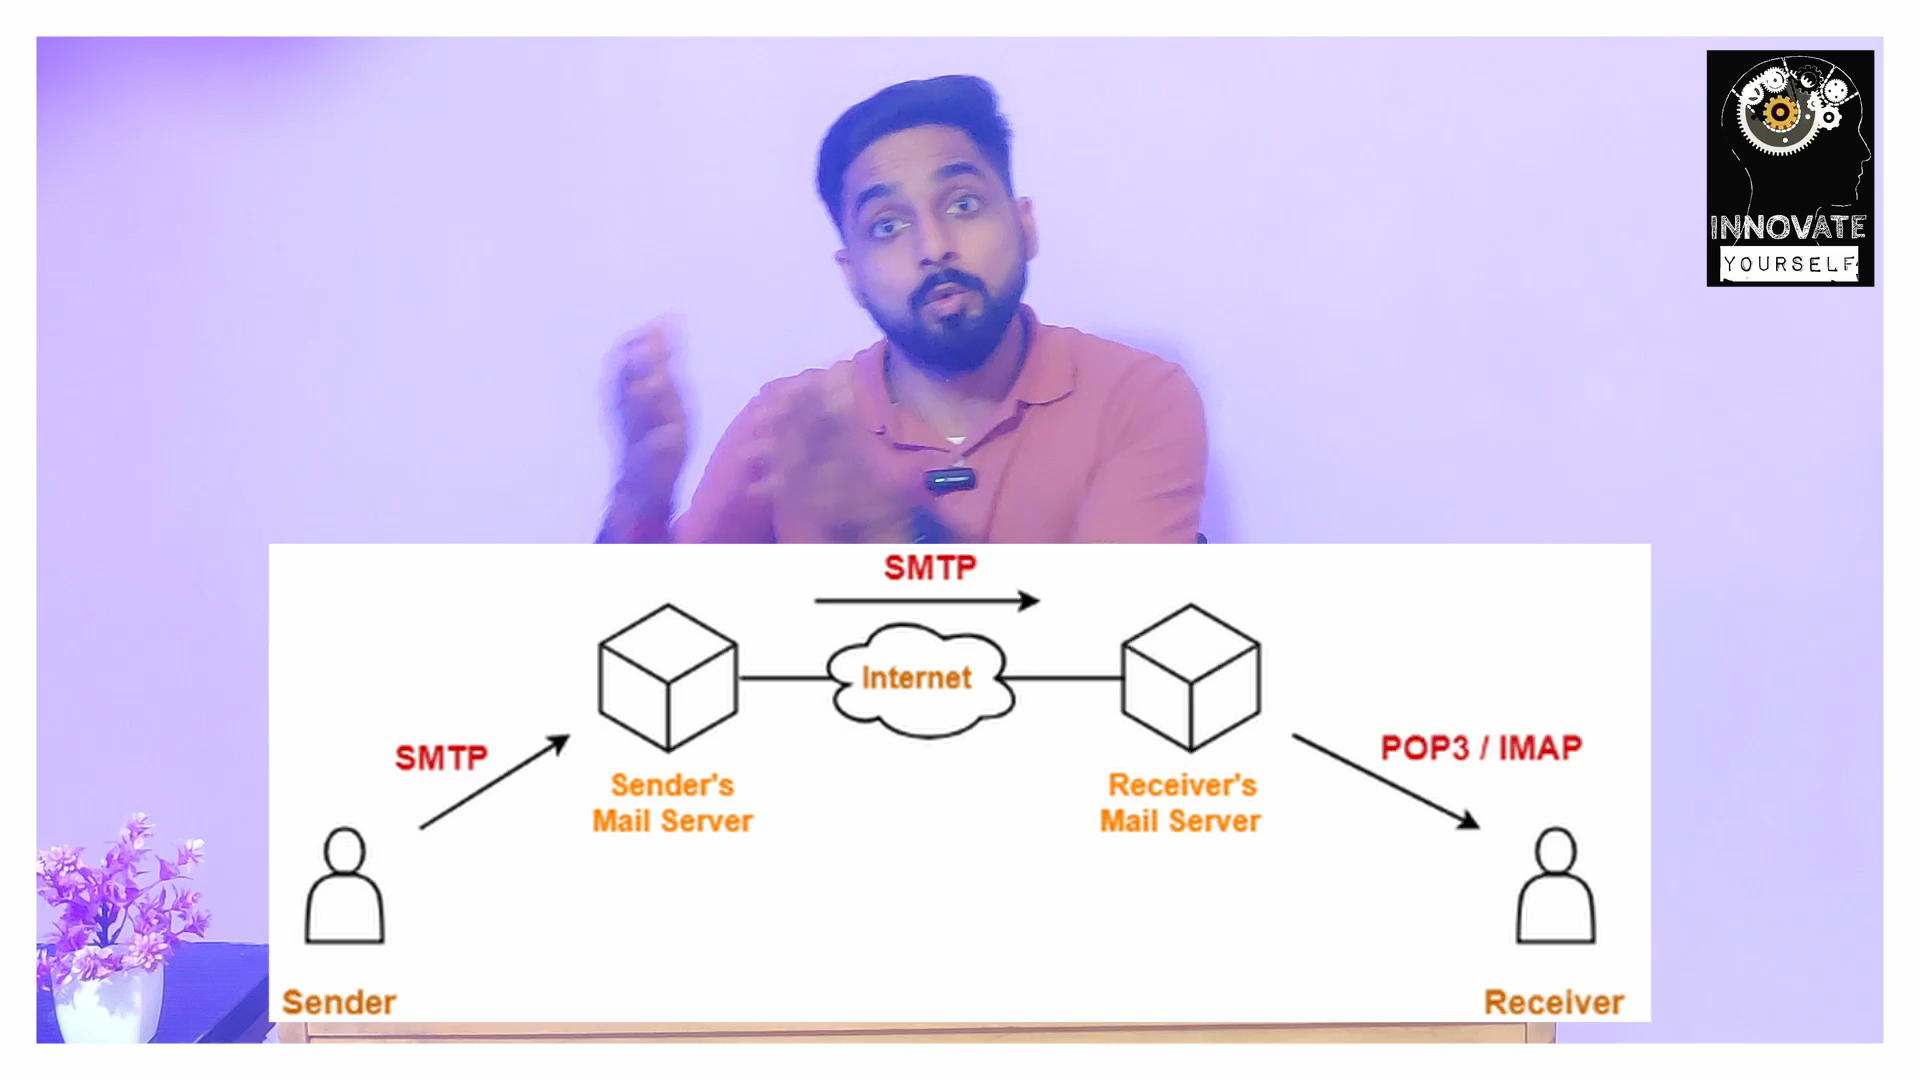 INNOVATE
YOURSELF
SMTP
Internet
SMTP
POP3 / IMAP
Sender's
Mail Server
Receiver's
Mail Server
Sender
Receiver